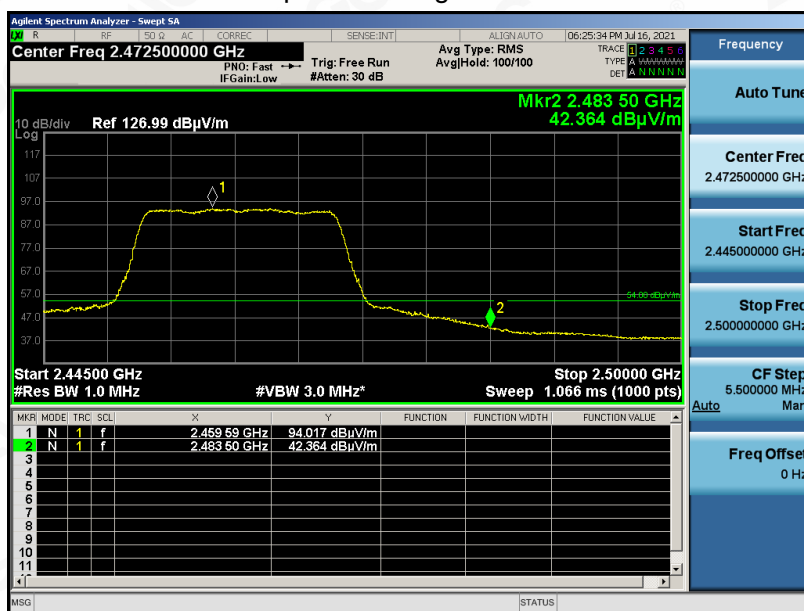 Agilent Spectrum Analyzer - Swept SA
LXI R RF 50 Ω AC CORREC SENSE:INT ALIGN AUTO 06:25:34 PM Jul 16, 2021
Center Freq 2.472500000 GHz
PNO: Fast
IFGain:Low
Trig: Free Run
#Atten: 30 dB
Avg Type: RMS
Avg|Hold: 100/100
TRACE 1 2 3 4 5 6
TYPE A WWWWW
DET A N N N N N
Mkr2 2.483 50 GHz
42.364 dBµV/m
10 dB/div
Log
Ref 126.99 dBµV/m
117
107
97.0
87.0
77.0
67.0
57.0
47.0
37.0
1
2
54.00 dBµV/m
Start 2.44500 GHz Stop 2.50000 GHz
#Res BW 1.0 MHz #VBW 3.0 MHz* Sweep 1.066 ms (1000 pts)
MKR MODE TRC SCL X Y FUNCTION FUNCTION WIDTH FUNCTION VALUE
1 N 1 f 2.459 59 GHz 94.017 dBµV/m
2 N 1 f 2.483 50 GHz 42.364 dBµV/m
3
4
5
6
7
8
9
10
11
MSG STATUS
Frequency
Auto Tune
Center Freq
2.472500000 GHz
Start Freq
2.445000000 GHz
Stop Freq
2.500000000 GHz
CF Step
5.500000 MHz
Auto Man
Freq Offset
0 Hz